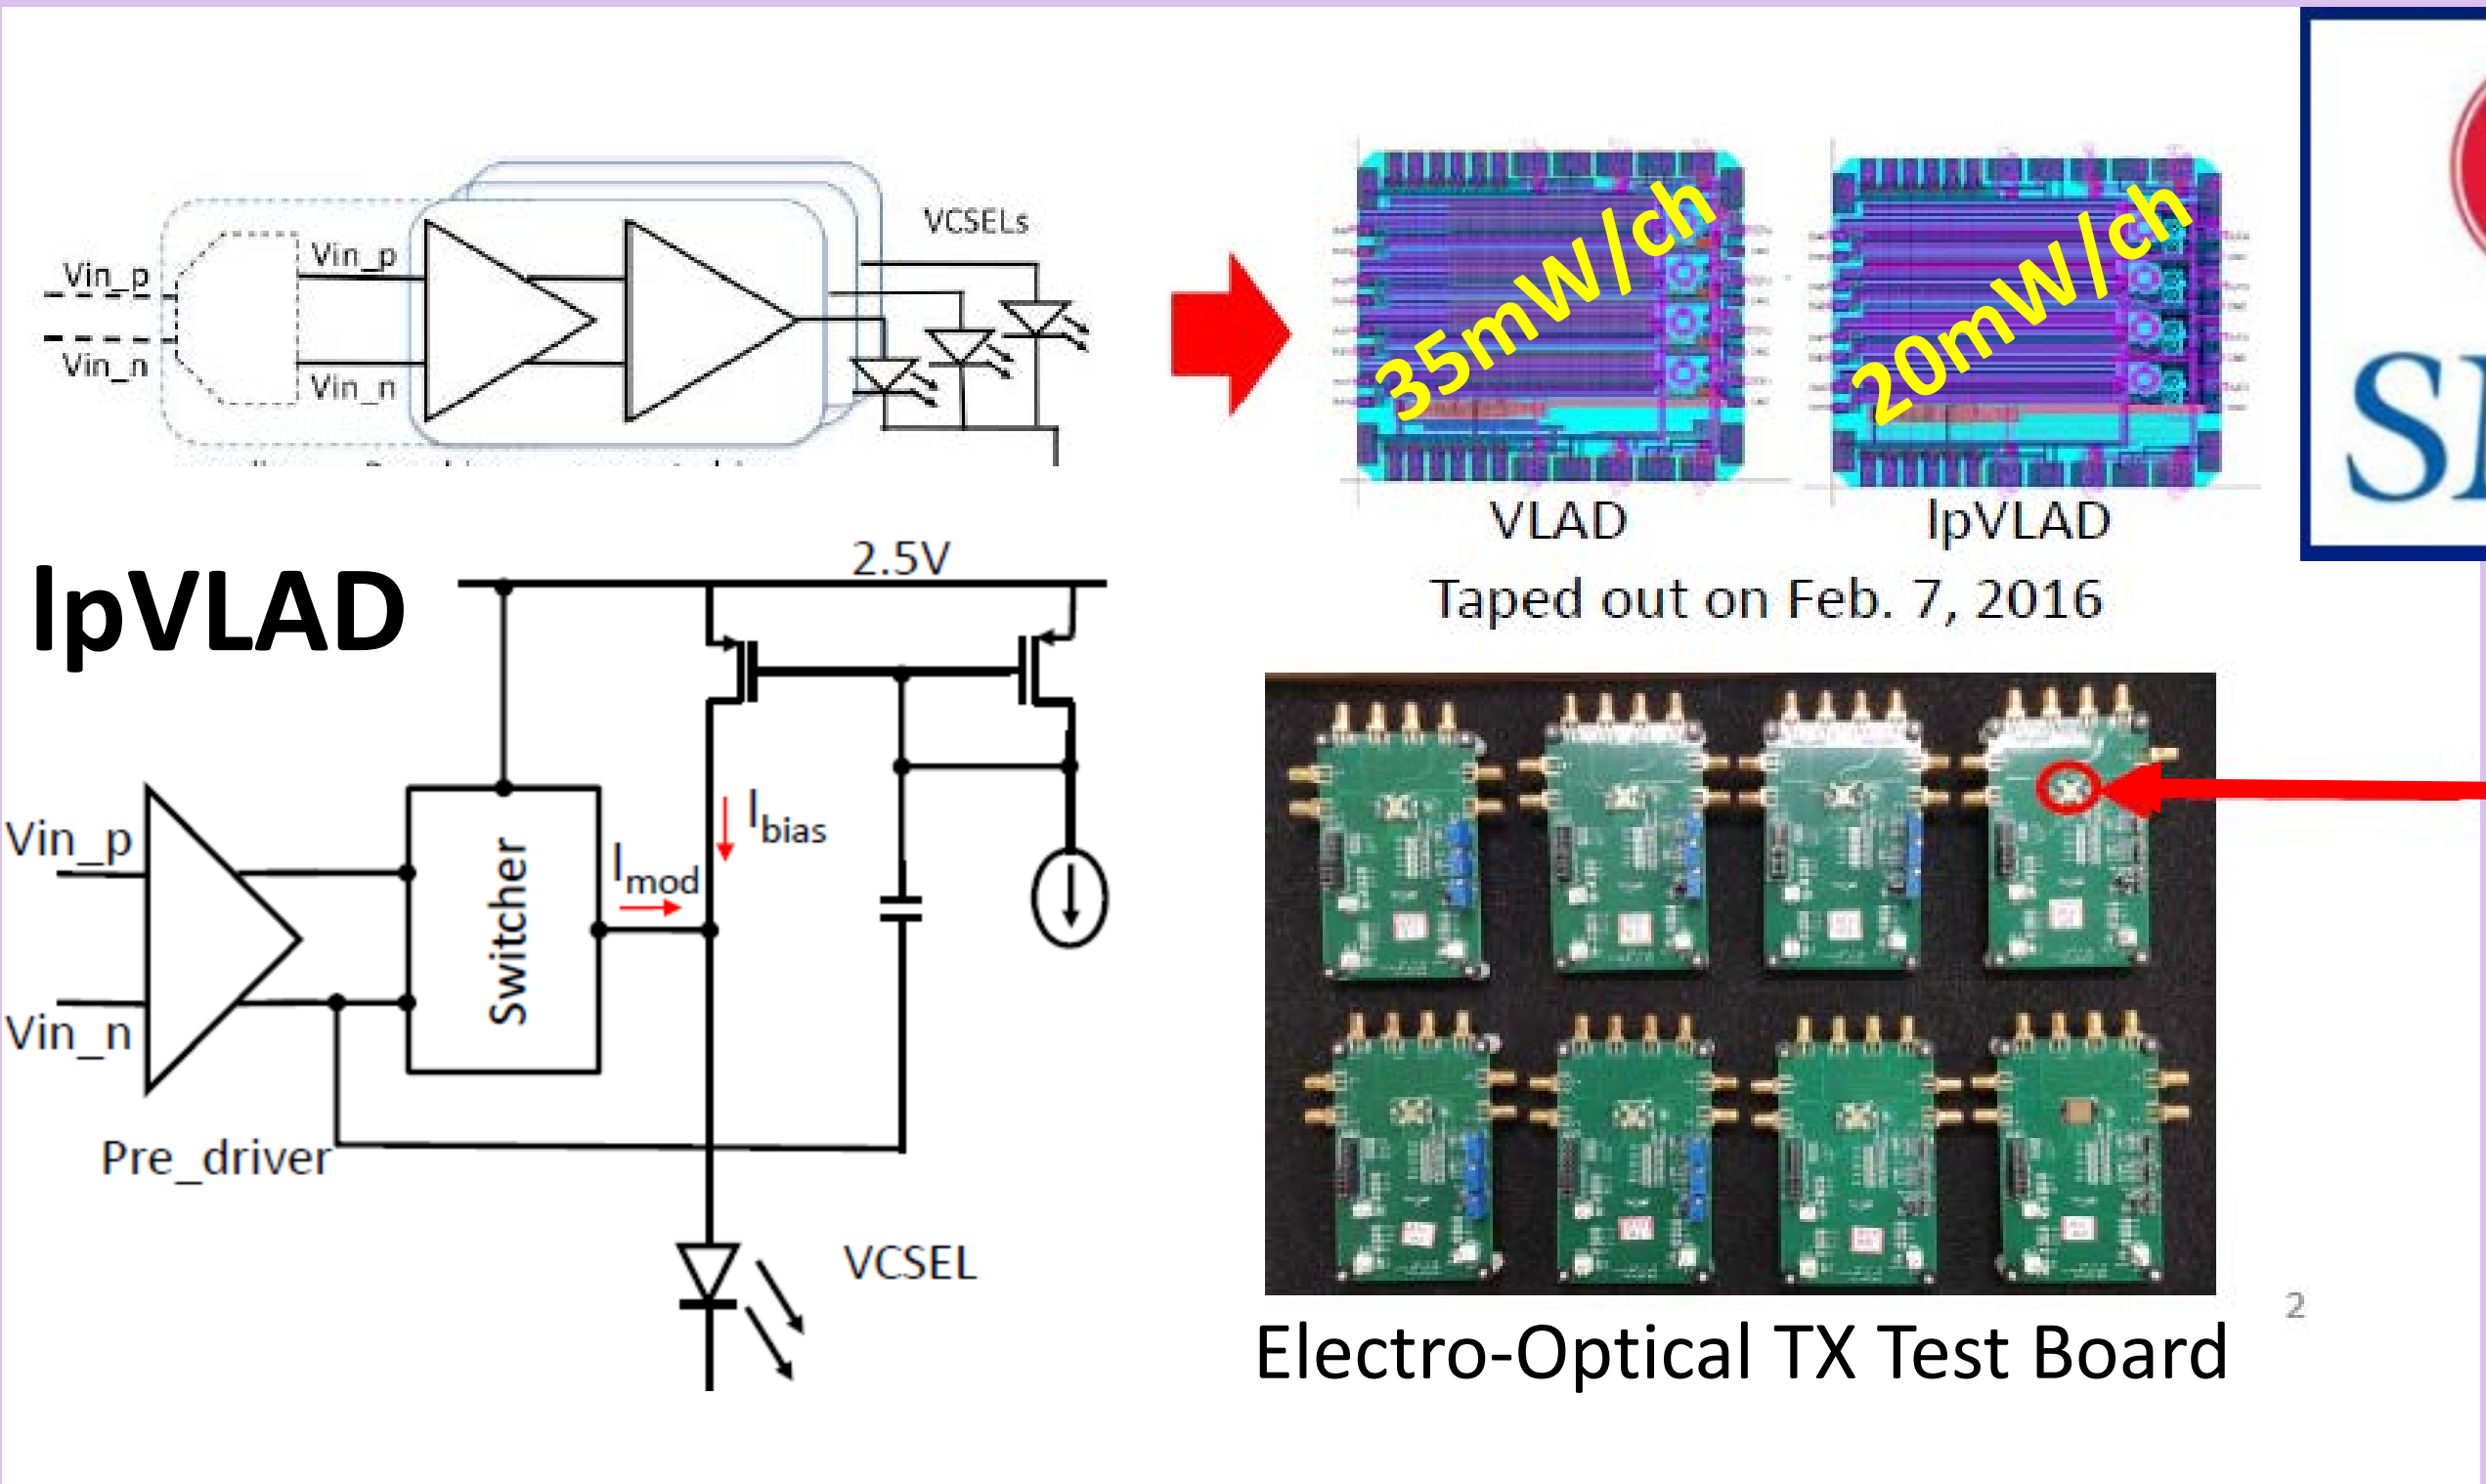 Vin_p
Vin_n
Vin_p
Vin_n
VCSELs
35mW/ch
20mW/ch
VLAD
lpVLAD
Taped out on Feb. 7, 2016
lpVLAD
2.5V
Vin_p
Vin_n
Switcher
Imod
Ibias
Pre_driver
VCSEL
Electro-Optical TX Test Board
2